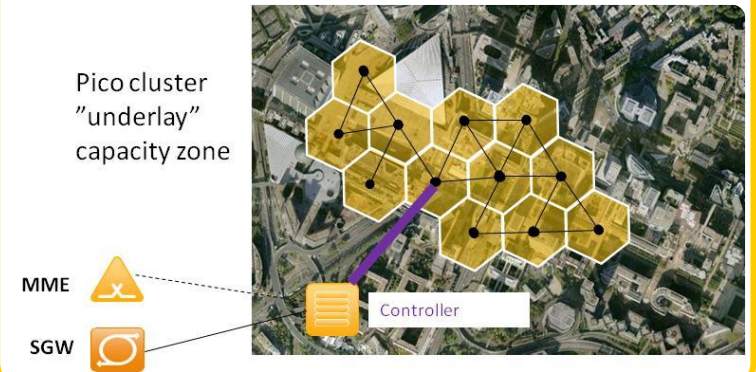 Pico cluster
”underlay”
capacity zone
MME
Controller
SGW